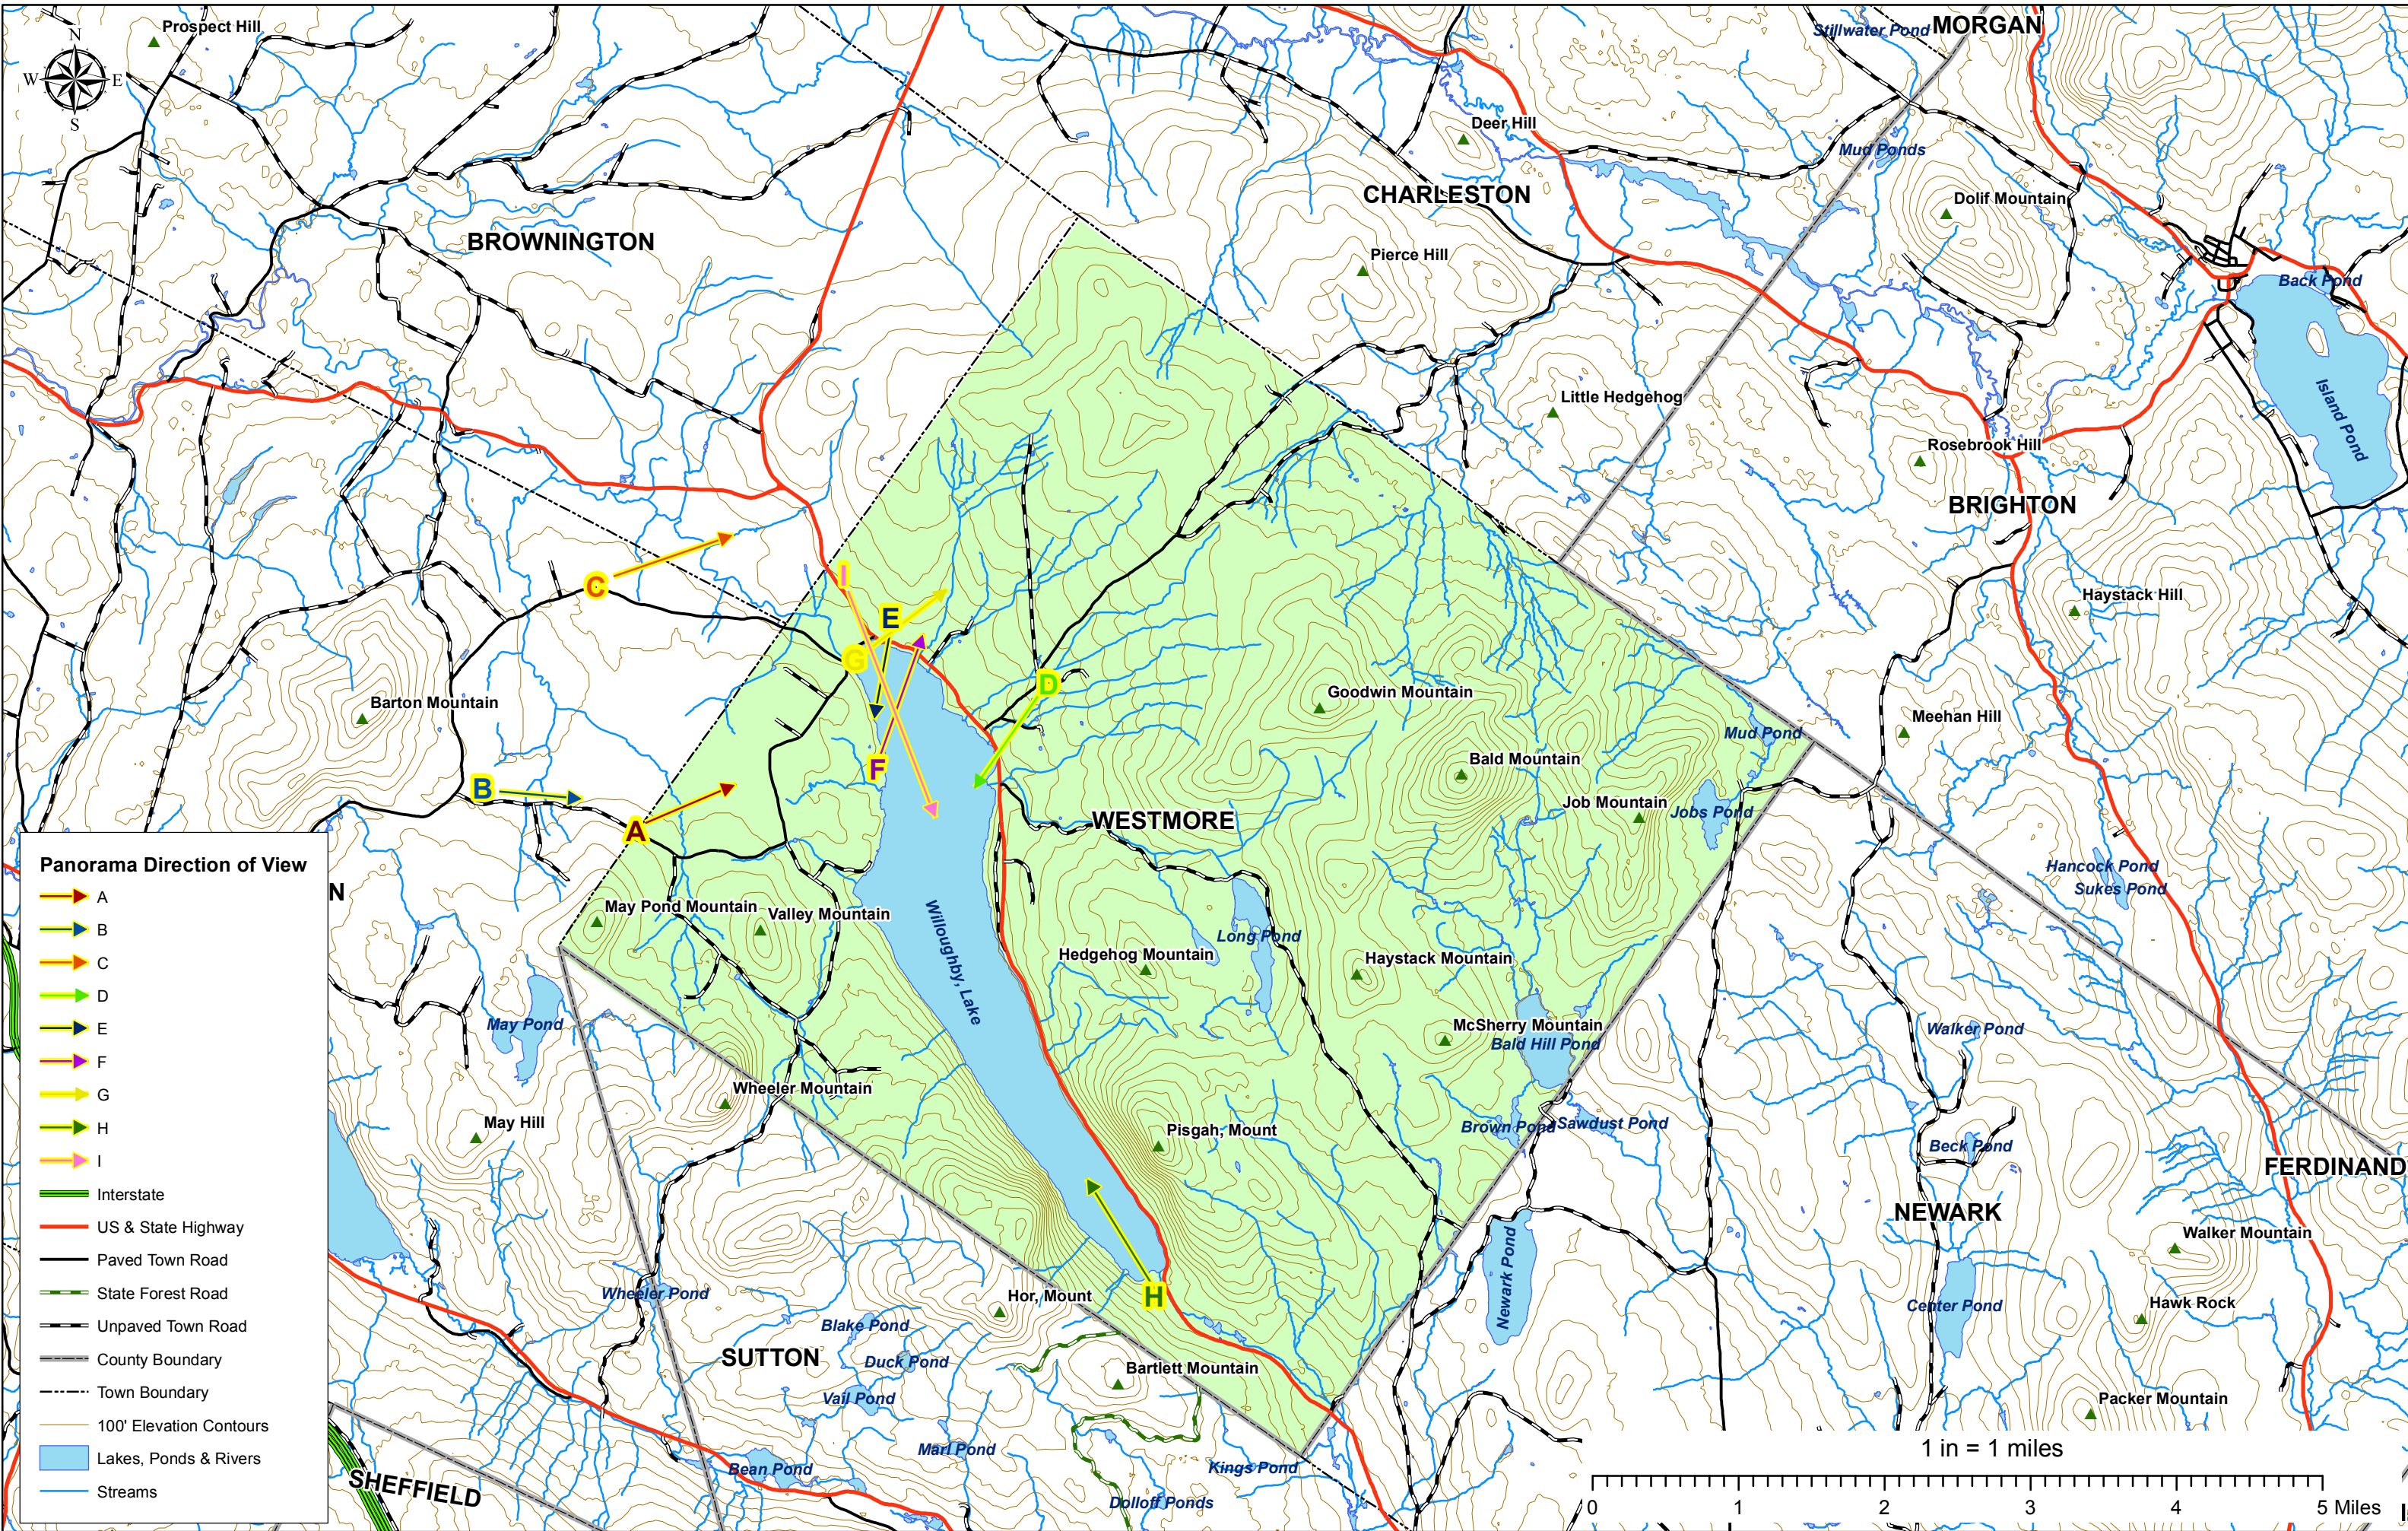 Prospect Hill
N
W
E
S
Stillwater Pond
MORGAN
Deer Hill
Mud Ponds
CHARLESTON
Dolif Mountain
BROWNINGTON
Pierce Hill
Back Pond
Little Hedgehog
Island Pond
Rosebrook Hill
BRIGHTON
C
I
E
Haystack Hill
G
D
Goodwin Mountain
Barton Mountain
Meehan Hill
Mud Pond
F
Bald Mountain
B
Job Mountain
Jobs Pond
A
WESTMORE
Hancock Pond
Sukes Pond
N
May Pond Mountain
Valley Mountain
Willoughby, Lake
Long Pond
Hedgehog Mountain
Haystack Mountain
May Pond
McSherry Mountain
Bald Hill Pond
Walker Pond
Wheeler Mountain
May Hill
Pisgah, Mount
Brown Pond
Sawdust Pond
Beck Pond
FERDINAND
NEWARK
Walker Mountain
Newark Pond
Wheeler Pond
Hor, Mount
H
Center Pond
Hawk Rock
Blake Pond
SUTTON
Duck Pond
Bartlett Mountain
Vail Pond
Packer Mountain
Marl Pond
Bean Pond
Kings Pond
SHEFFIELD
Dolloff Ponds
Panorama Direction of View
A
B
C
D
E
F
G
H
I
Interstate
US & State Highway
Paved Town Road
State Forest Road
Unpaved Town Road
County Boundary
Town Boundary
100' Elevation Contours
Lakes, Ponds & Rivers
Streams
1 in = 1 miles
0 1 2 3 4 5 Miles